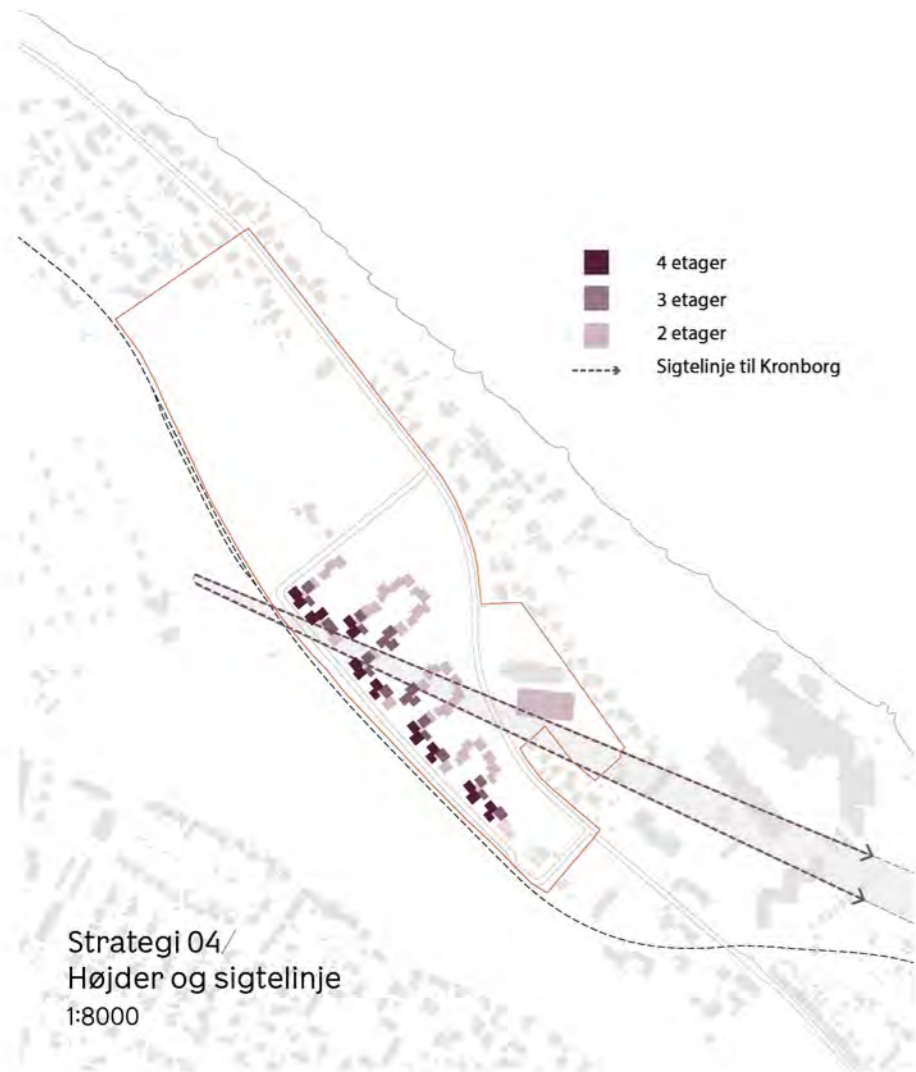 4 etager
3 etager
2 etager
Sigtelinje til Kronborg
Strategi 04/
Højder og sigtelinje
1:8000